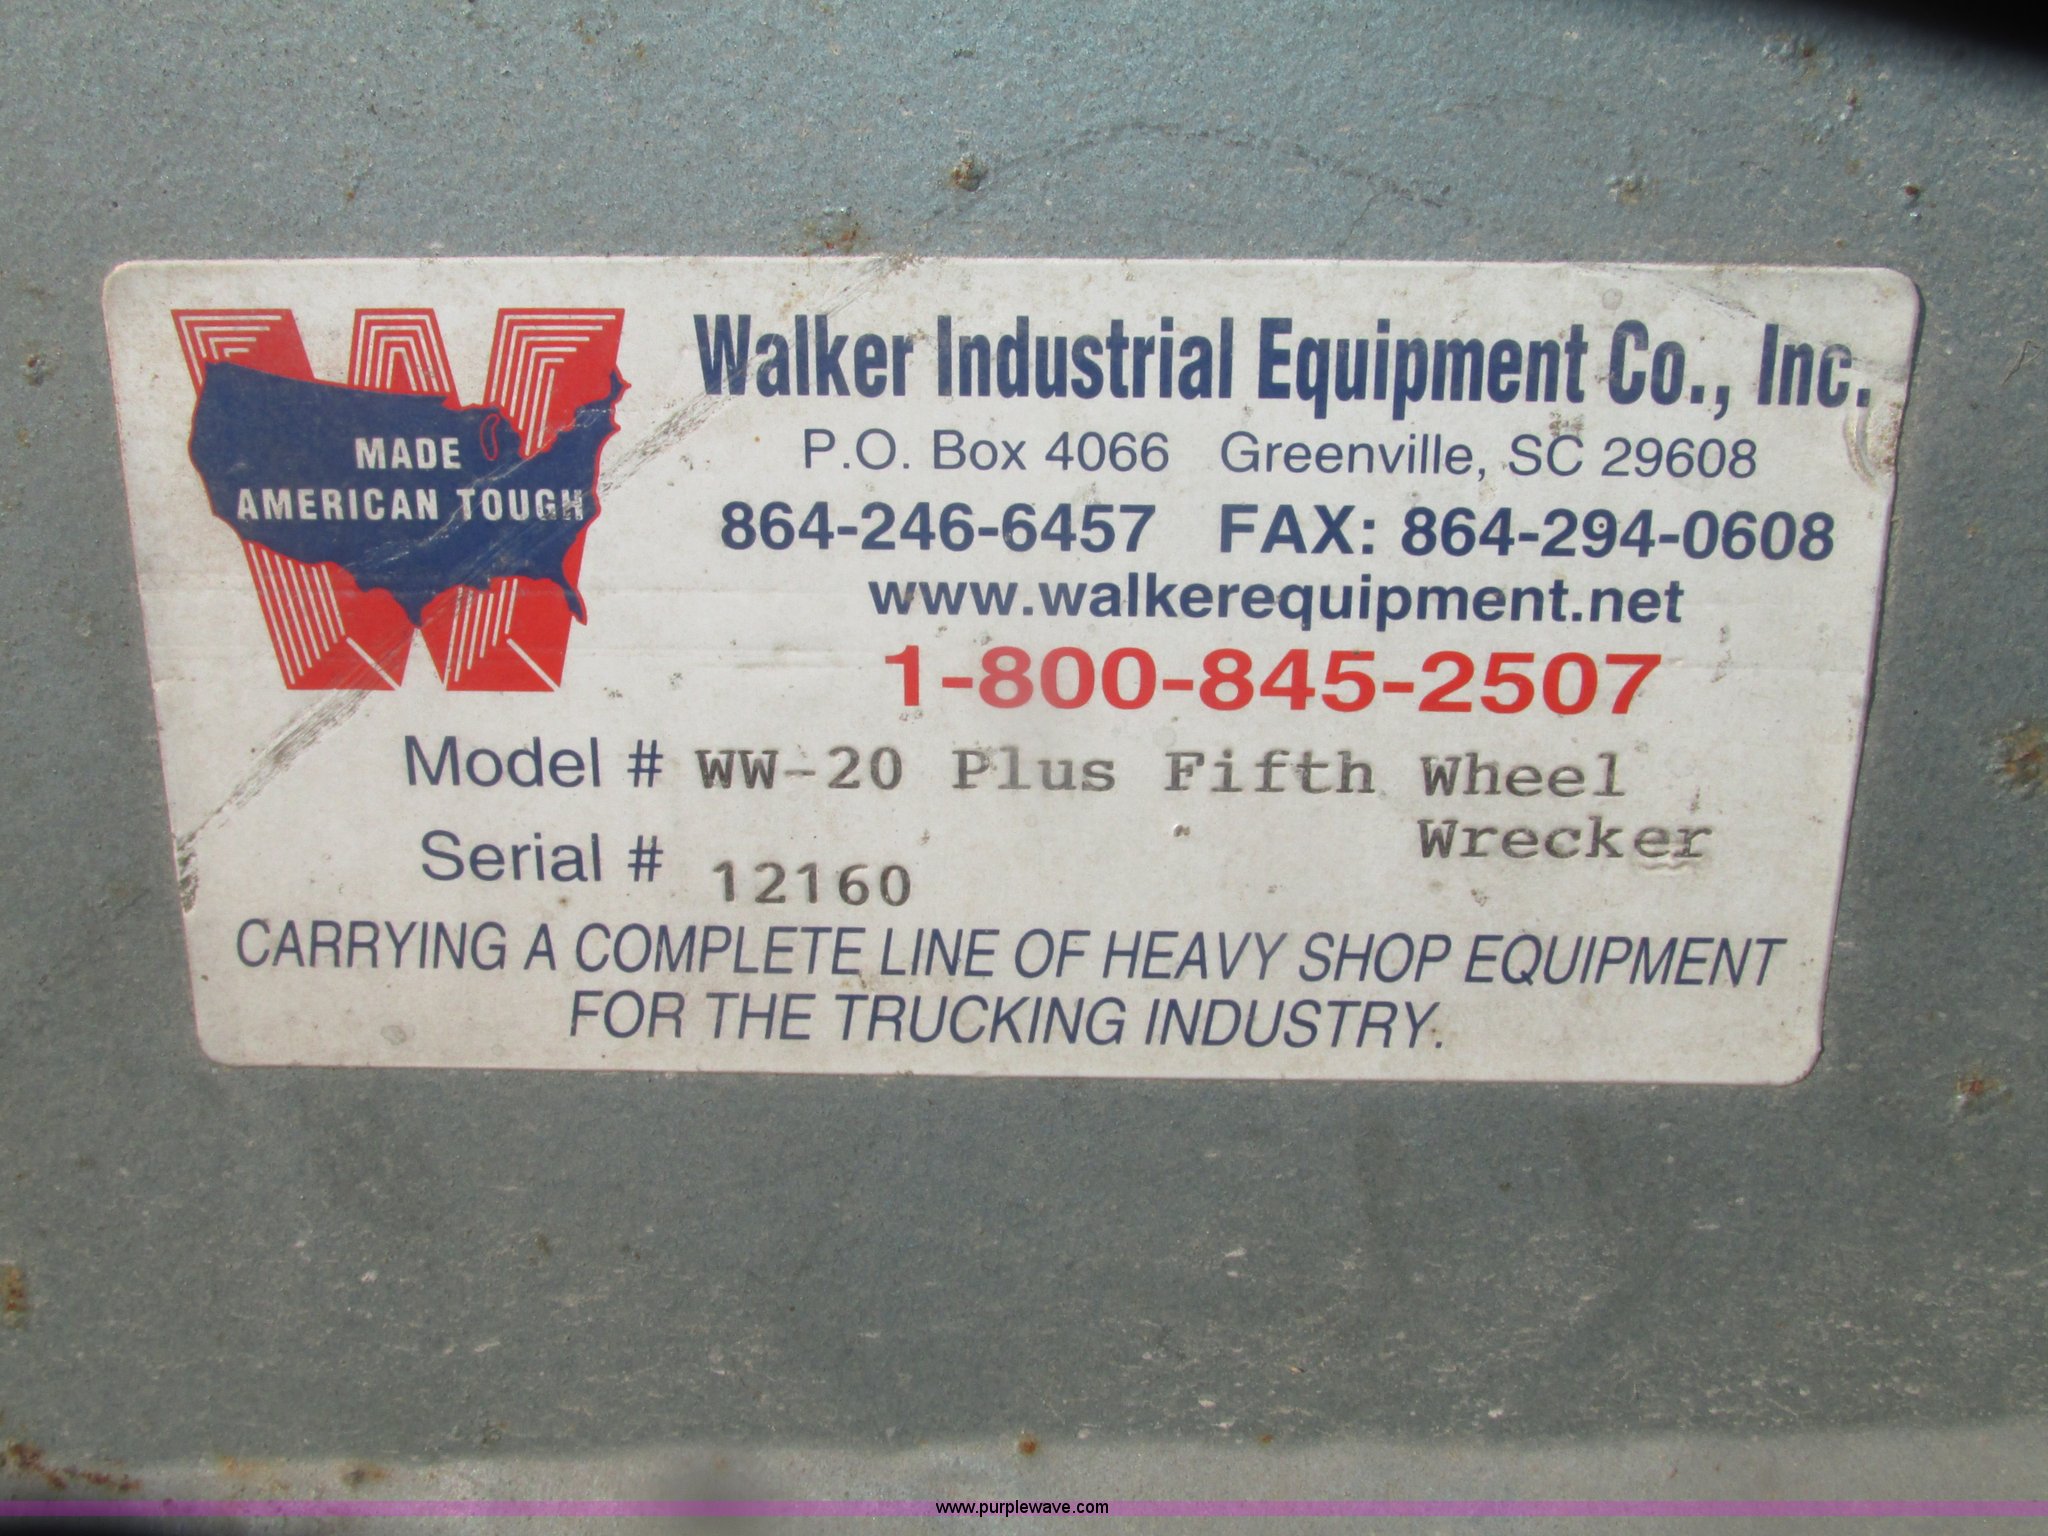 MADE
AMERICAN TOUGH
Walker Industrial Equipment Co., Inc.
P.O. Box 4066 Greenville, SC 29608
864-246-6457 FAX: 864-294-0608
www.walkerequipment.net
1-800-845-2507
Model # WW-20 Plus Fifth Wheel
Wrecker
Serial # 12160
CARRYING A COMPLETE LINE OF HEAVY SHOP EQUIPMENT
FOR THE TRUCKING INDUSTRY.
www.purplewave.com